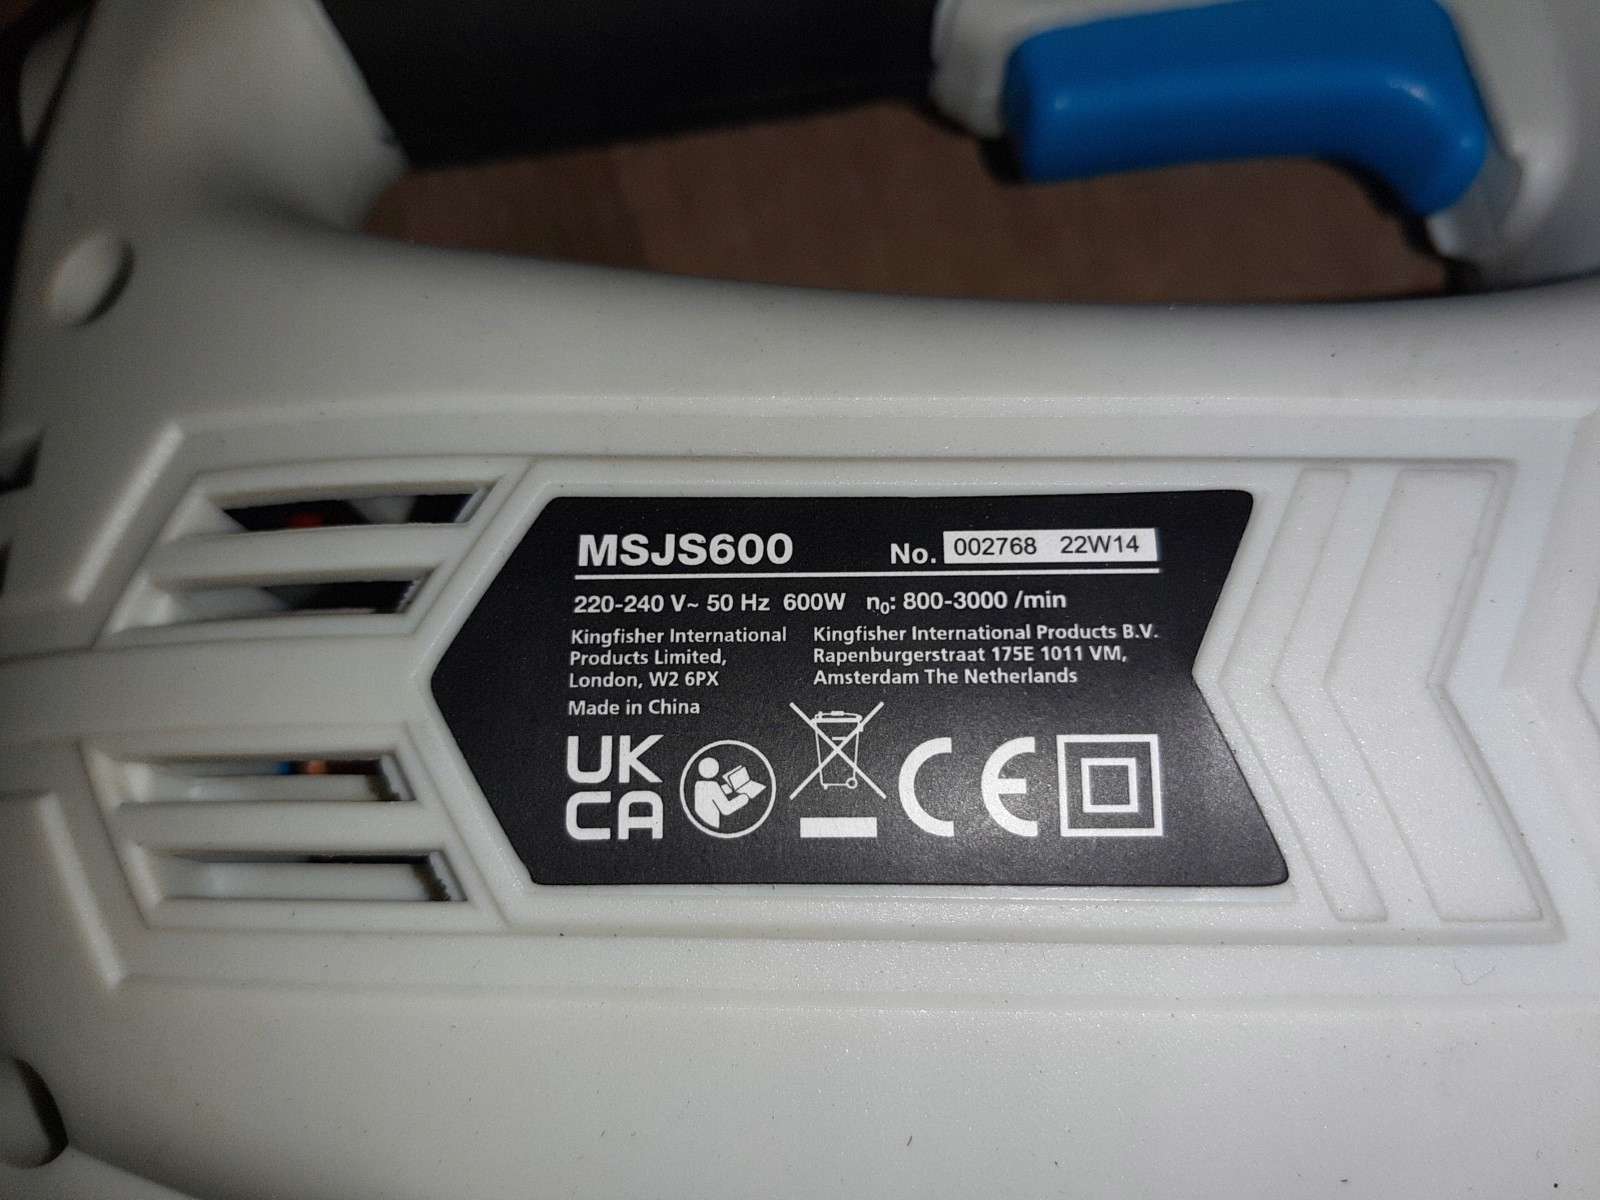 MSJS600 No. 002768 22W14
220-240 V~ 50 Hz 600W n₀: 800-3000 /min
Kingfisher International
Products Limited,
London, W2 6PX
Kingfisher International Products B.V.
Rapenburgerstraat 175E 1011 VM,
Amsterdam The Netherlands
Made in China
UK
CA
CE